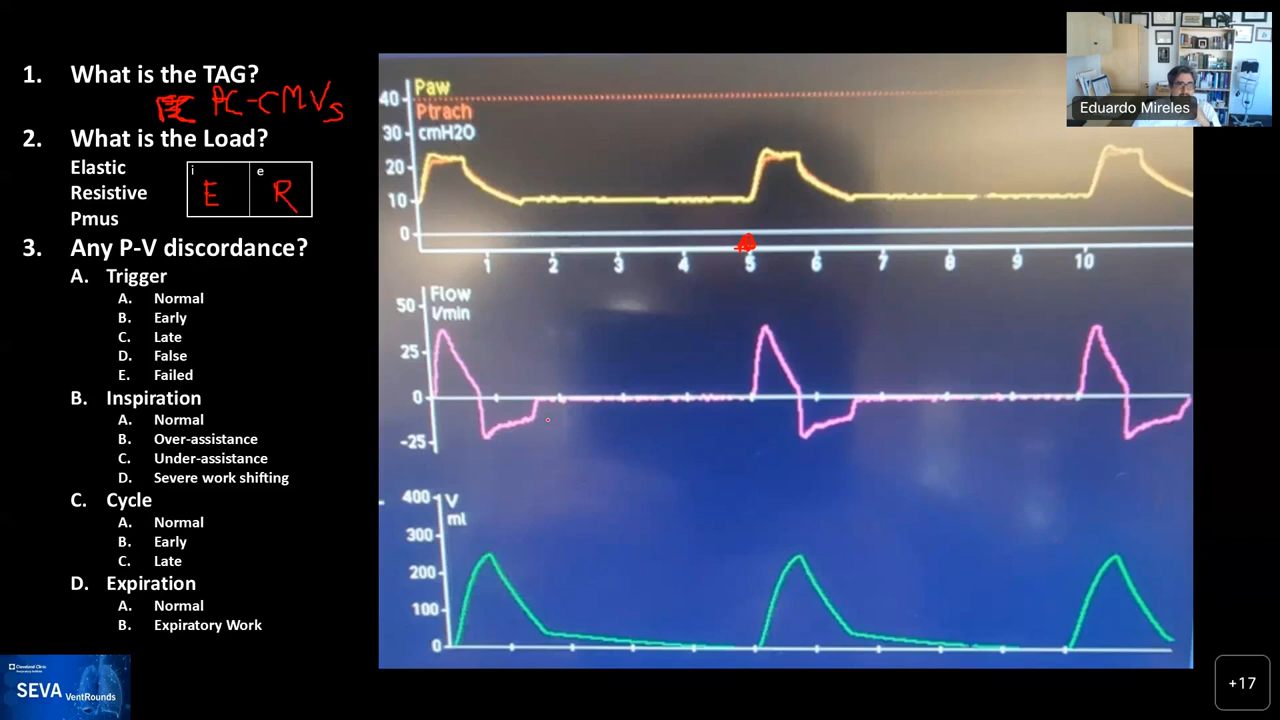 1. What is the TAG?
PC-CMVs
2. What is the Load?
Elastic
Resistive
Pmus
i e
E R
3. Any P-V discordance?
A. Trigger
A. Normal
B. Early
C. Late
D. False
E. Failed
B. Inspiration
A. Normal
B. Over-assistance
C. Under-assistance
D. Severe work shifting
C. Cycle
A. Normal
B. Early
C. Late
D. Expiration
A. Normal
B. Expiratory Work
Cleveland Clinic
SEVA VentRounds
Paw
Ptrach
cmH2O
40
30
20
10
0
1 2 3 4 5 6 7 8 9 10
Flow
l/min
50
25
0
-25
V
ml
400
300
200
100
0
Eduardo Mireles
+17